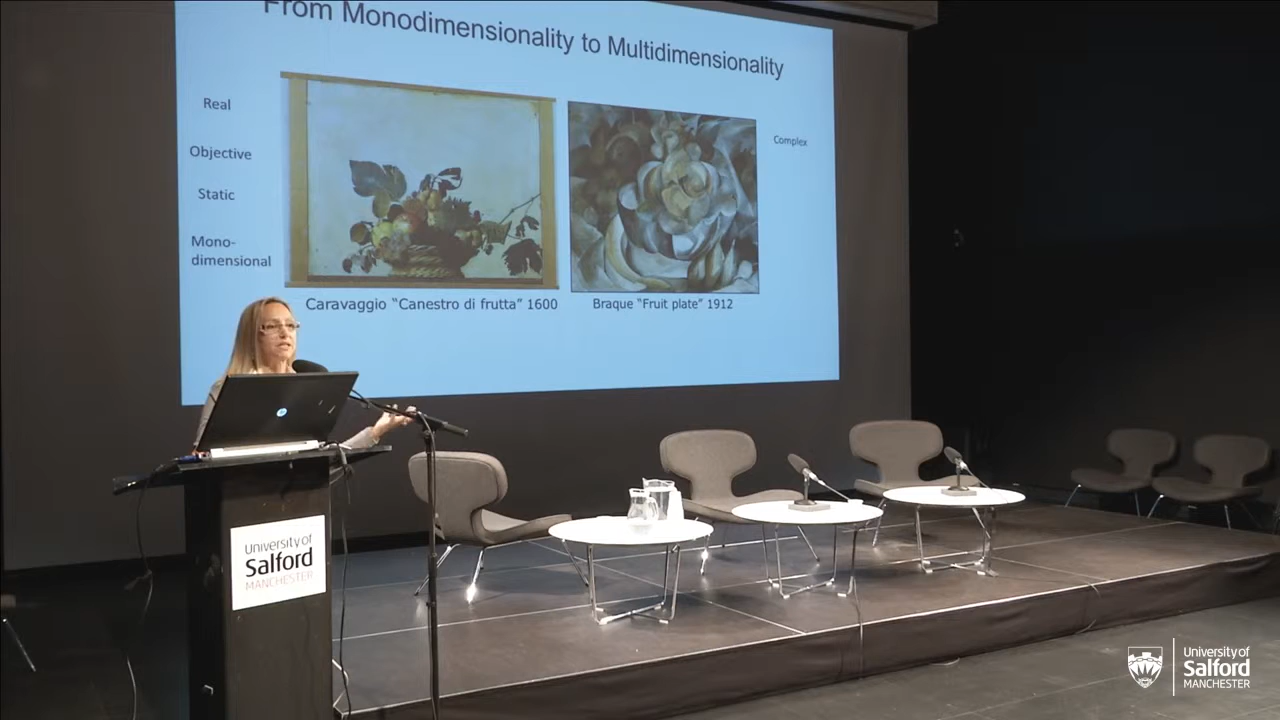 From Monodimensionality to Multidimensionality
Real
Objective
Static
Mono-
dimensional
Complex
Caravaggio “Canestro di frutta” 1600
Braque “Fruit plate” 1912
University of
Salford
MANCHESTER
University of
Salford
MANCHESTER